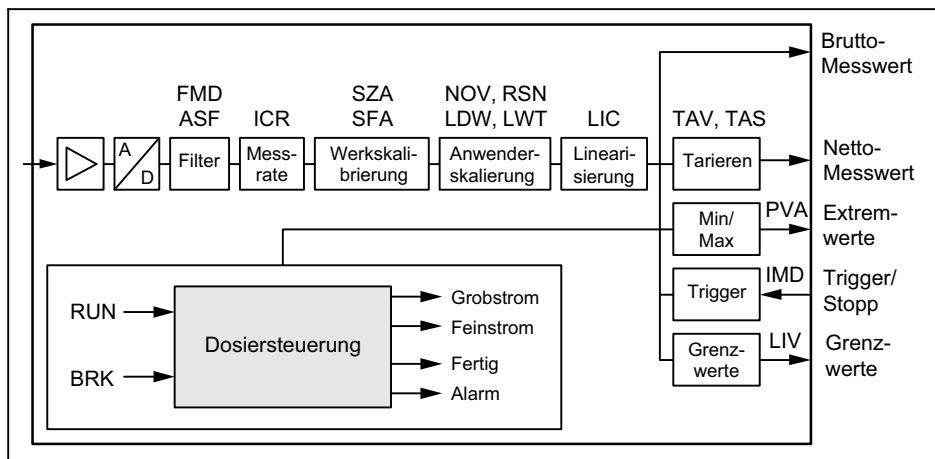 Brutto-
Messwert
FMD
ASF
ICR
SZA
SFA
NOV, RSN
LDW, LWT
LIC
TAV, TAS
A
D
Filter
Mess-
rate
Werkskali-
brierung
Anwender-
skalierung
Lineari-
sierung
Tarieren
Netto-
Messwert
Min/
Max
PVA
Extrem-
werte
Trigger
IMD
Trigger/
Stopp
Grenz-
werte
LIV
Grenz-
werte
RUN
BRK
Dosiersteuerung
Grobstrom
Feinstrom
Fertig
Alarm